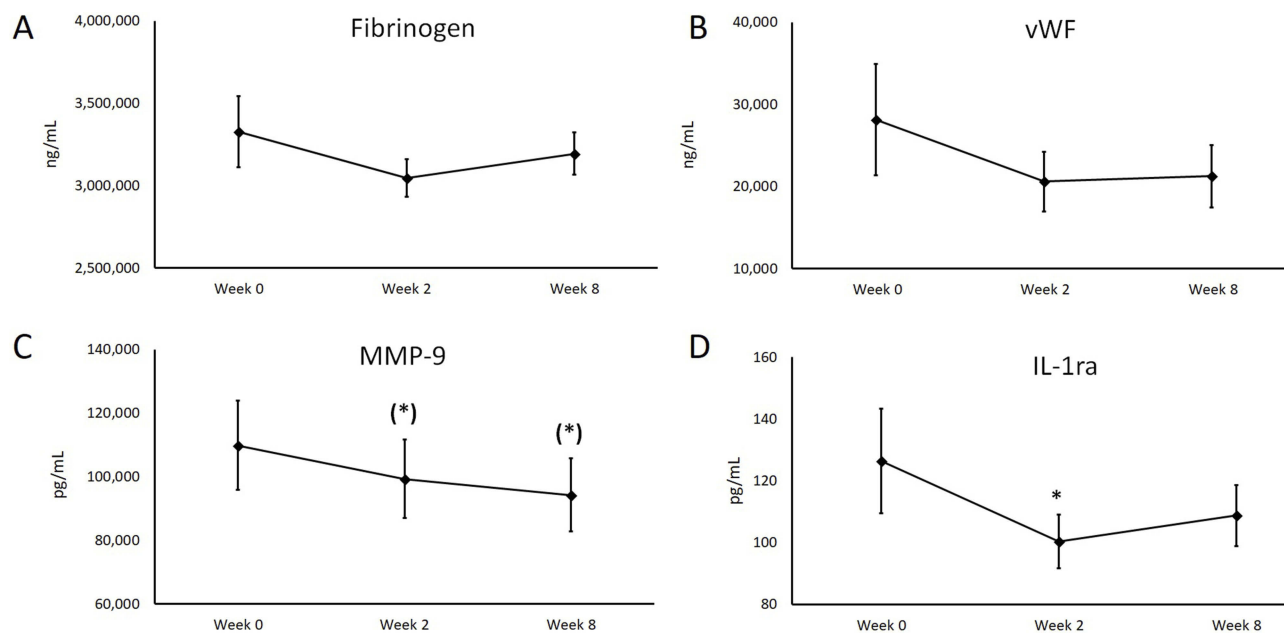 A
Fibrinogen
4,000,000
3,500,000
3,000,000
2,500,000
ng/mL
Week 0 Week 2 Week 8
B
vWF
40,000
30,000
20,000
10,000
ng/mL
Week 0 Week 2 Week 8
C
MMP-9
140,000
120,000
100,000
80,000
60,000
pg/mL
(*)
(*)
Week 0 Week 2 Week 8
D
IL-1ra
160
140
120
100
80
pg/mL
*
Week 0 Week 2 Week 8